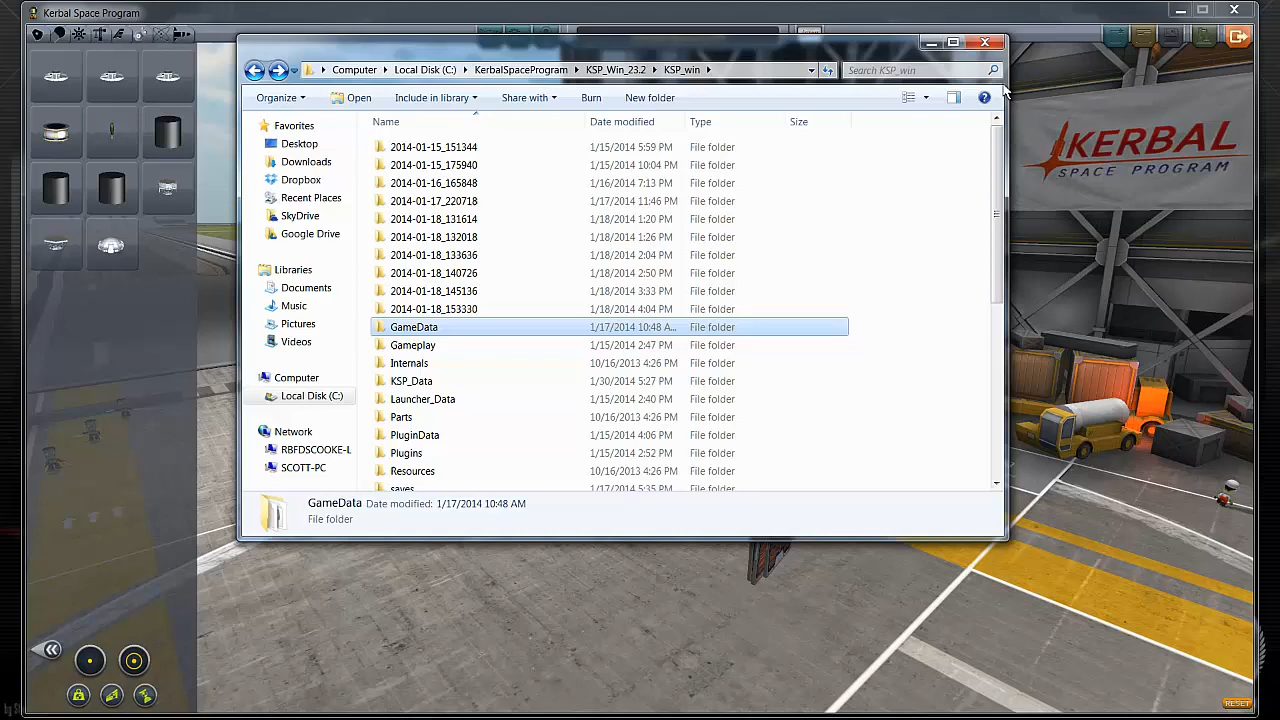 Kerbal Space Program
Computer Local Disk (C:) KerbalSpaceProgram KSP_Win_23.2 KSP_win
Search KSP_win
Organize Open Include in library Share with Burn New folder
Name Date modified Type Size
Favorites
Desktop
Downloads
Dropbox
Recent Places
SkyDrive
Google Drive
Libraries
Documents
Music
Pictures
Videos
Computer
Local Disk (C:)
Network
RBFDSCOOKE-L
SCOTT-PC
2014-01-15_151344 1/15/2014 5:59 PM File folder
2014-01-15_175940 1/15/2014 10:04 PM File folder
2014-01-16_165848 1/16/2014 7:13 PM File folder
2014-01-17_220718 1/17/2014 11:46 PM File folder
2014-01-18_131614 1/18/2014 1:20 PM File folder
2014-01-18_132018 1/18/2014 1:26 PM File folder
2014-01-18_133636 1/18/2014 2:04 PM File folder
2014-01-18_140726 1/18/2014 2:50 PM File folder
2014-01-18_145136 1/18/2014 3:33 PM File folder
2014-01-18_153330 1/18/2014 4:04 PM File folder
GameData 1/17/2014 10:48 A... File folder
Gameplay 1/15/2014 2:47 PM File folder
Internals 10/16/2013 4:26 PM File folder
KSP_Data 1/30/2014 5:27 PM File folder
Launcher_Data 1/15/2014 2:40 PM File folder
Parts 10/16/2013 4:26 PM File folder
PluginData 1/15/2014 4:06 PM File folder
Plugins 1/15/2014 2:52 PM File folder
Resources 10/16/2013 4:26 PM File folder
saves 1/17/2014 5:35 PM File folder
GameData Date modified: 1/17/2014 10:48 AM
File folder
KERBAL
SPACE PROGRAM
RESET